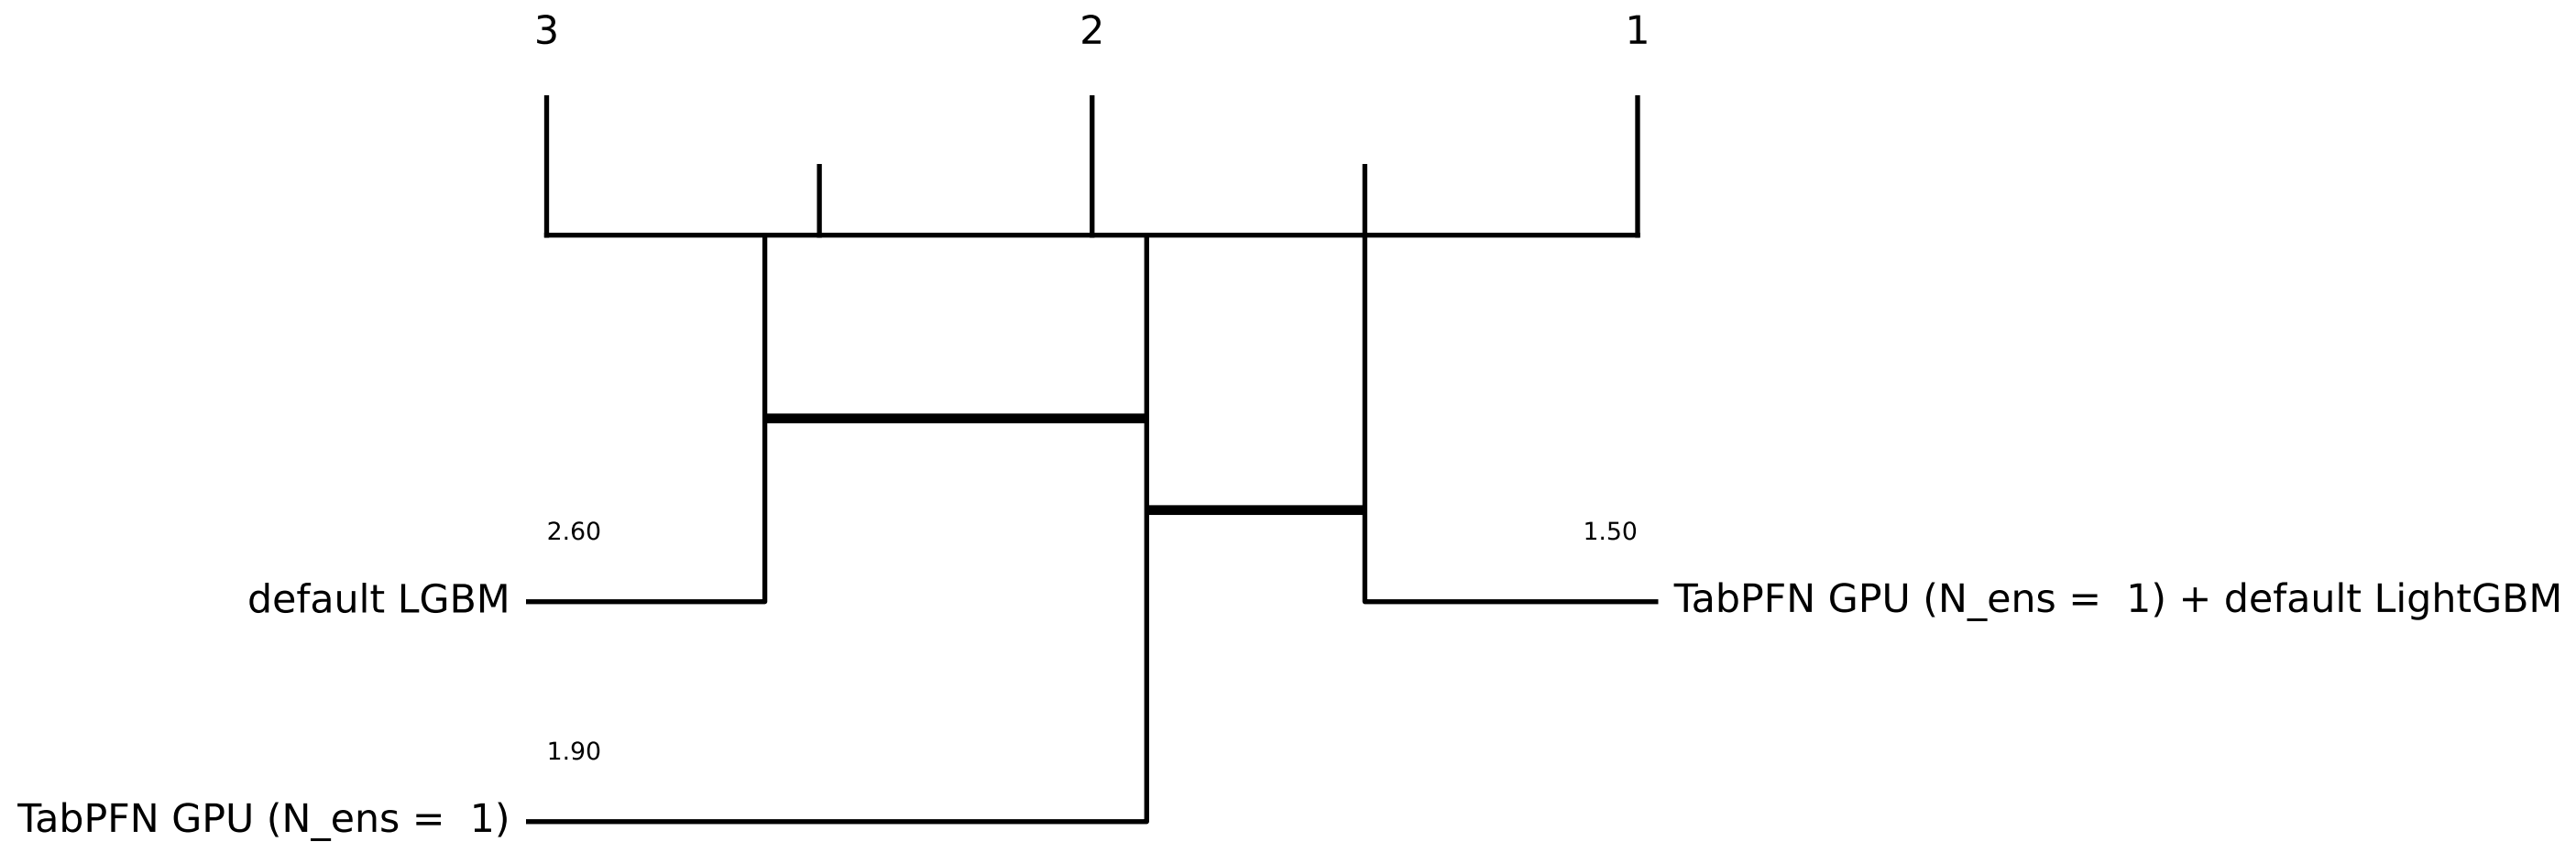 3 2 1
2.60 1.50
default LGBM TabPFN GPU (N_ens =  1) + default LightGBM
1.90
TabPFN GPU (N_ens =  1)